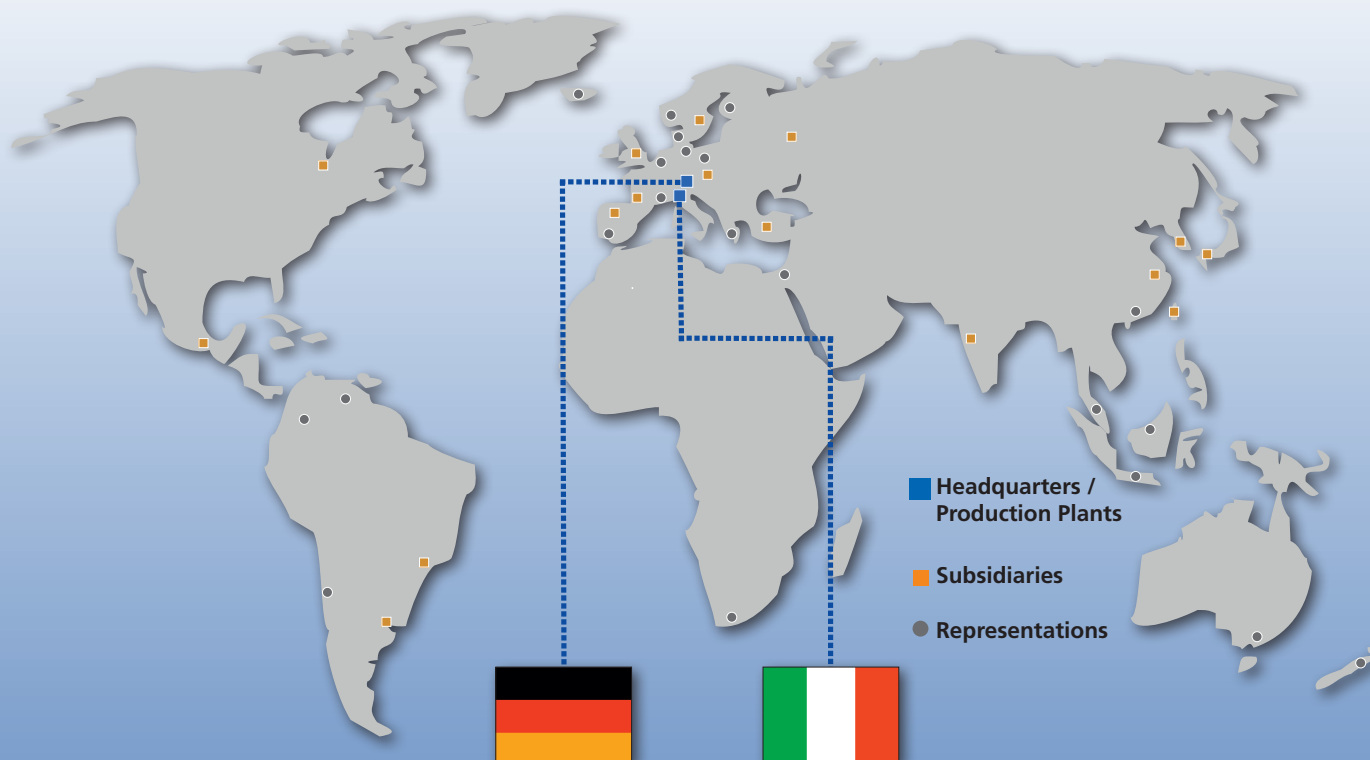 Headquarters /
Production Plants
Subsidiaries
Representations